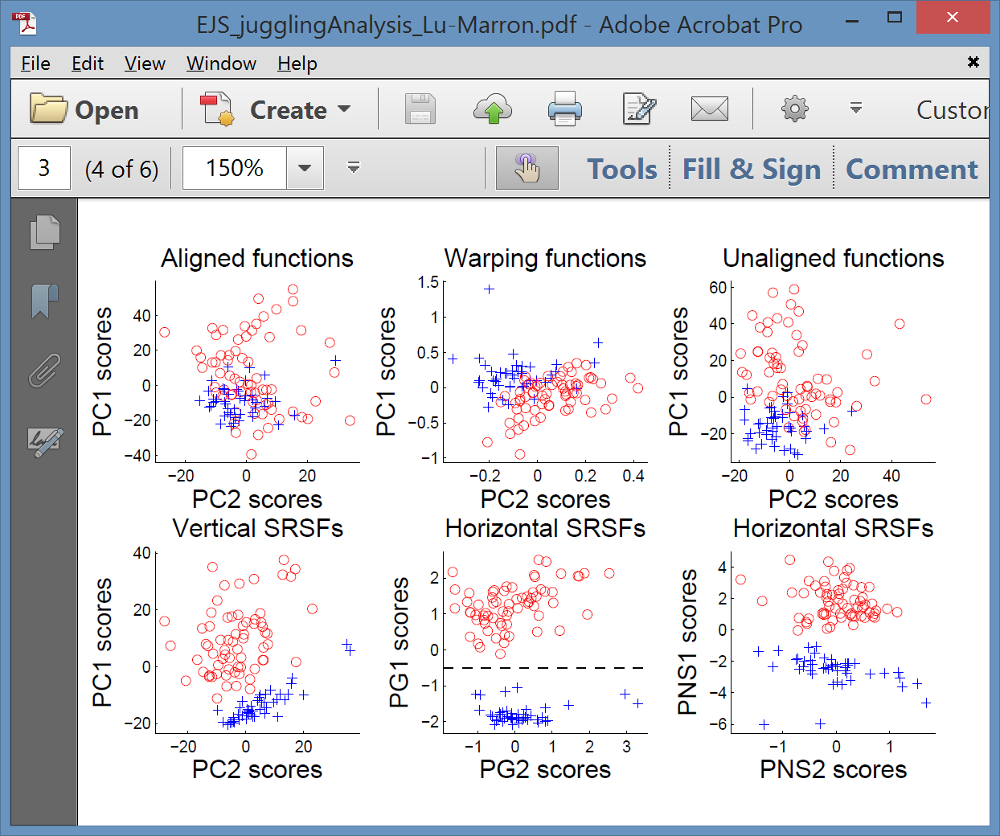 EJS_jugglingAnalysis_Lu-Marron.pdf - Adobe Acrobat Pro
File Edit View Window Help
Open Create Custor
3 (4 of 6) 150% Tools Fill & Sign Comment
Aligned functions
PC1 scores
40
20
0
−20
−40
−20 0 20
PC2 scores
Warping functions
PC1 scores
1.5
1
0.5
0
−0.5
−1
−0.2 0 0.2 0.4
PC2 scores
Unaligned functions
PC1 scores
60
40
20
0
−20
−20 0 20 40
PC2 scores
Vertical SRSFs
PC1 scores
40
20
0
−20
−20 0 20
PC2 scores
Horizontal SRSFs
PG1 scores
2
1
0
−1
−2
−1 0 1 2 3
PG2 scores
Horizontal SRSFs
PNS1 scores
4
2
0
−2
−4
−6
−1 0 1
PNS2 scores